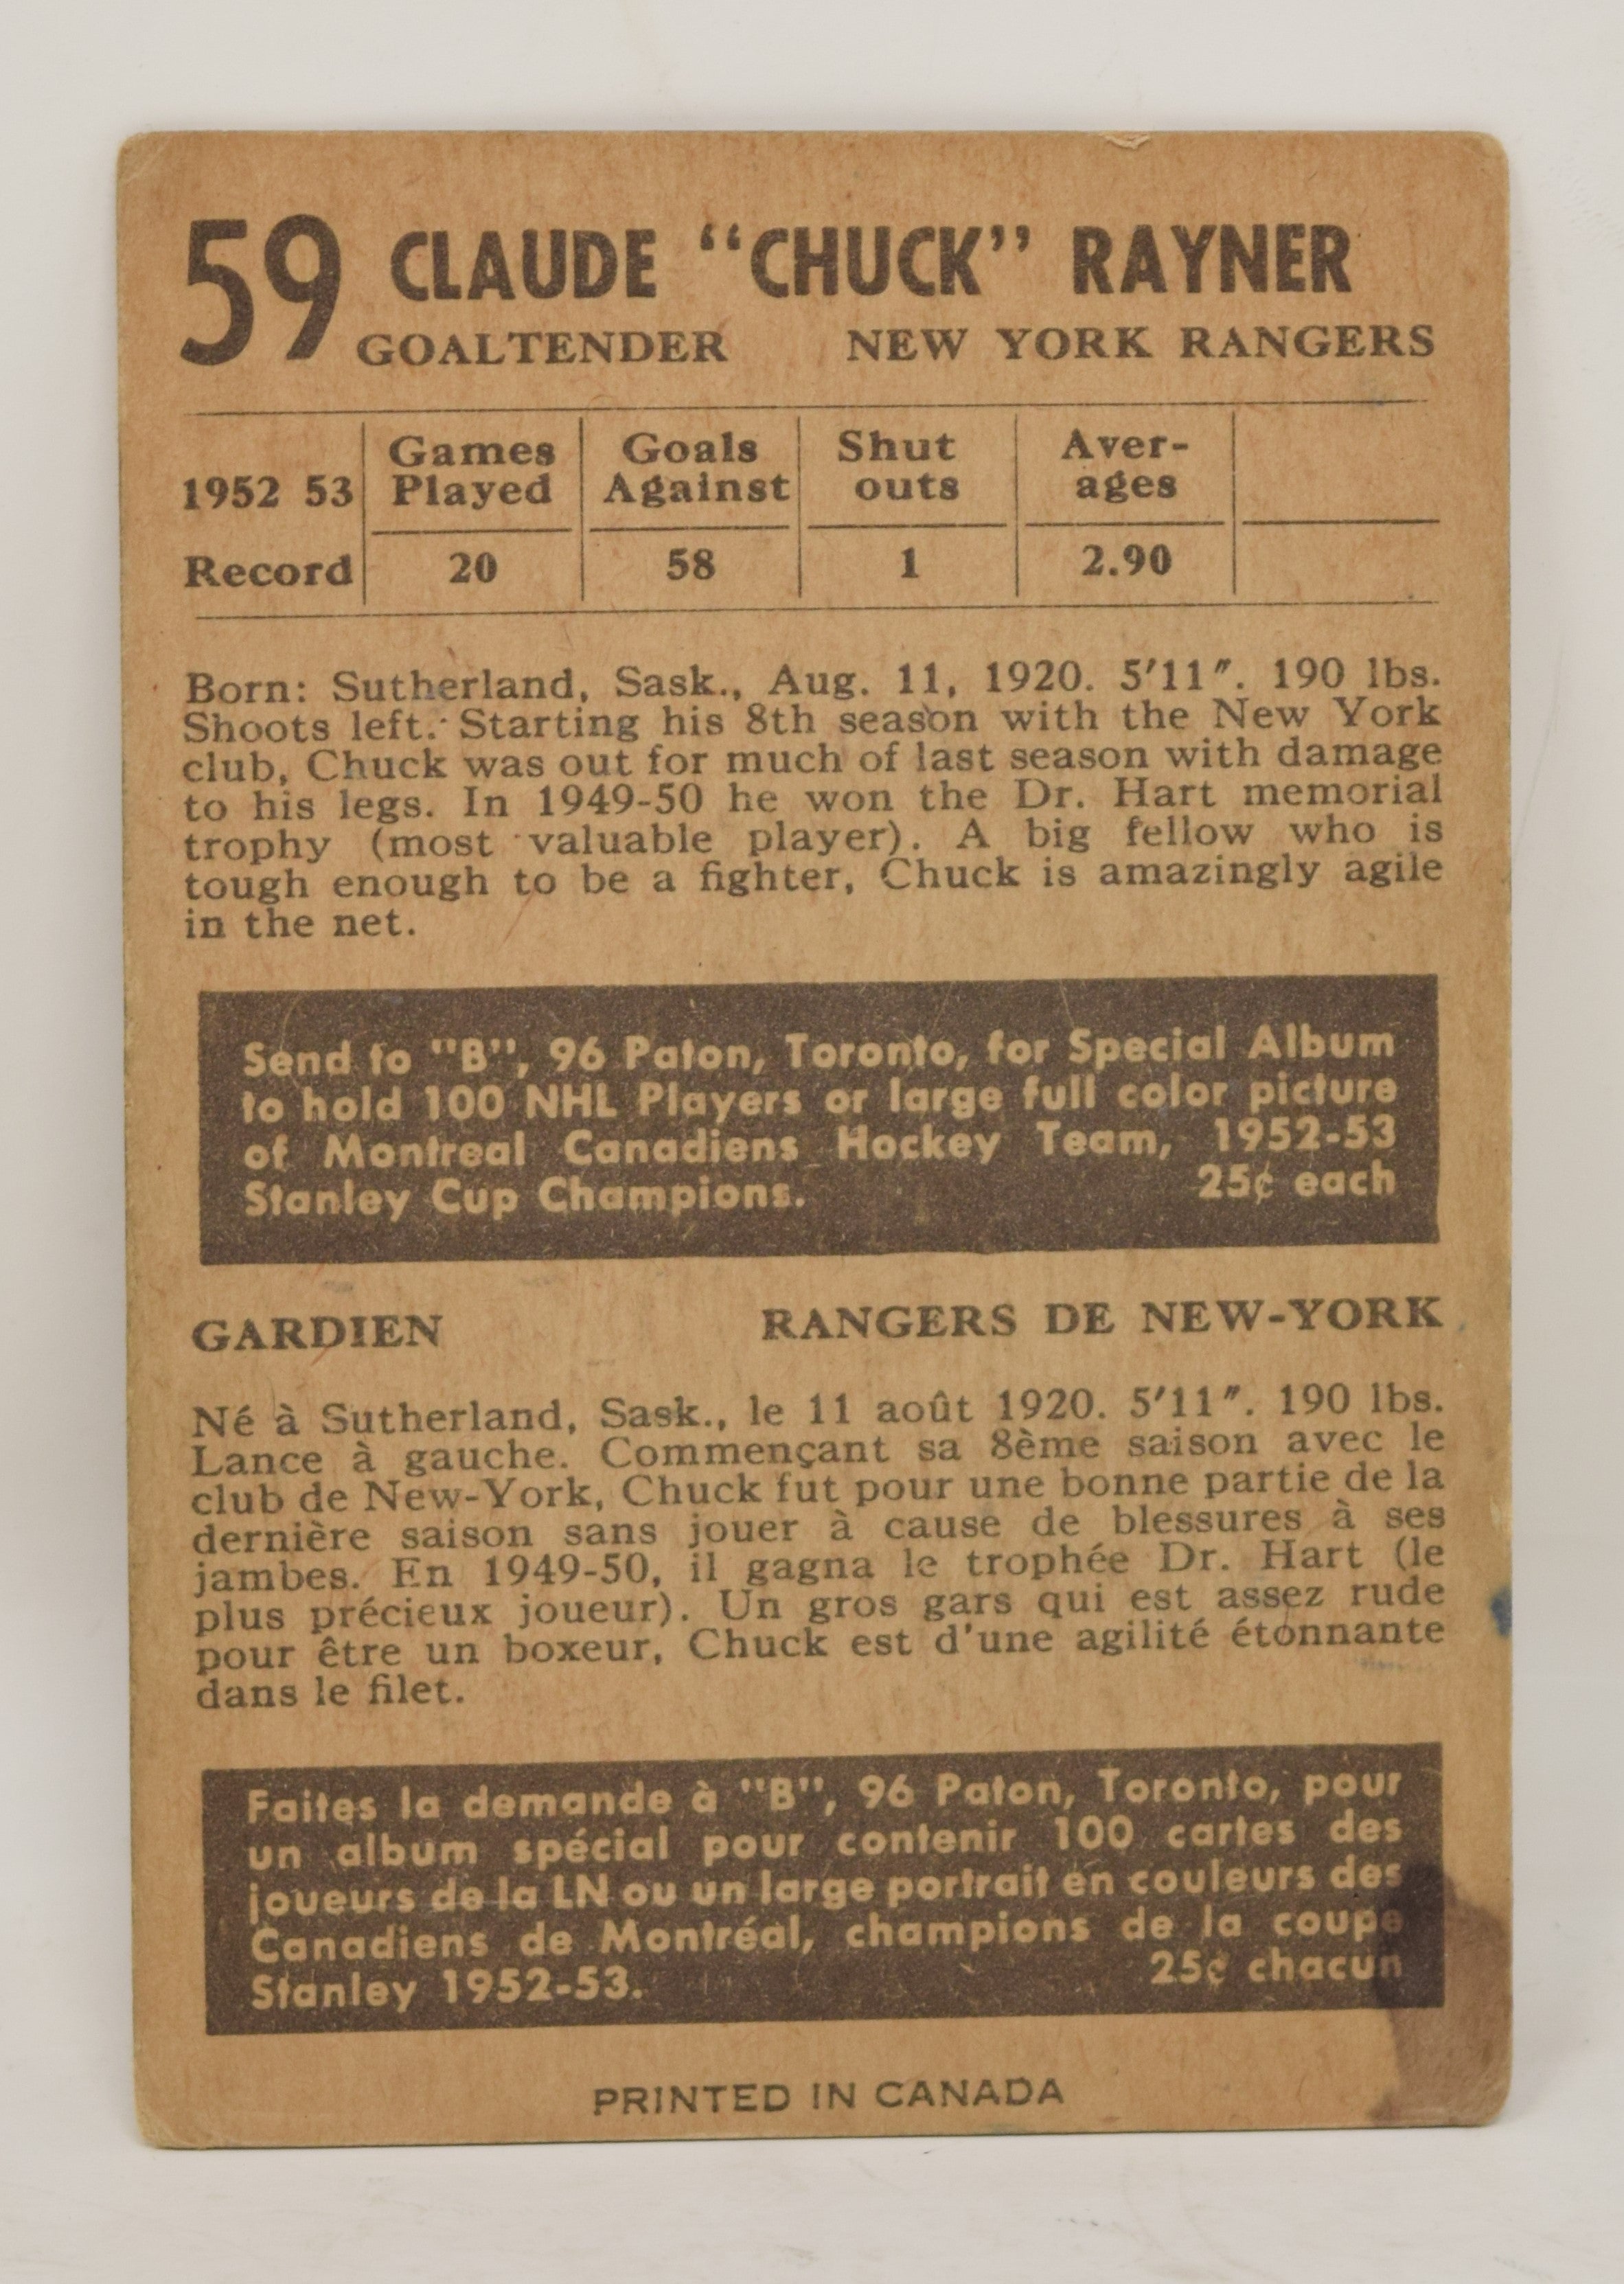 59 CLAUDE "CHUCK" RAYNER
GOALTENDER NEW YORK RANGERS
1952 53 Games Played Goals Against Shut outs Aver-ages
Record 20 58 1 2.90
Born: Sutherland, Sask., Aug. 11, 1920. 5'11". 190 lbs.
Shoots left. Starting his 8th season with the New York
club, Chuck was out for much of last season with damage
to his legs. In 1949-50 he won the Dr. Hart memorial
trophy (most valuable player). A big fellow who is
tough enough to be a fighter, Chuck is amazingly agile
in the net.
Send to "B", 96 Paton, Toronto, for Special Album
to hold 100 NHL Players or large full color picture
of Montreal Canadiens Hockey Team, 1952-53
Stanley Cup Champions. 25¢ each
GARDIEN RANGERS DE NEW-YORK
Né à Sutherland, Sask., le 11 août 1920. 5'11". 190 lbs.
Lance à gauche. Commençant sa 8ème saison avec le
club de New-York, Chuck fut pour une bonne partie de la
dernière saison sans jouer à cause de blessures à ses
jambes. En 1949-50, il gagna le trophée Dr. Hart (le
plus précieux joueur). Un gros gars qui est assez rude
pour être un boxeur, Chuck est d'une agilité étonnante
dans le filet.
Faites la demande à "B", 96 Paton, Toronto, pour
un album spécial pour contenir 100 cartes des
joueurs de la LN ou un large portrait en couleurs des
Canadiens de Montréal, champions de la coupe
Stanley 1952-53. 25¢ chacun
PRINTED IN CANADA